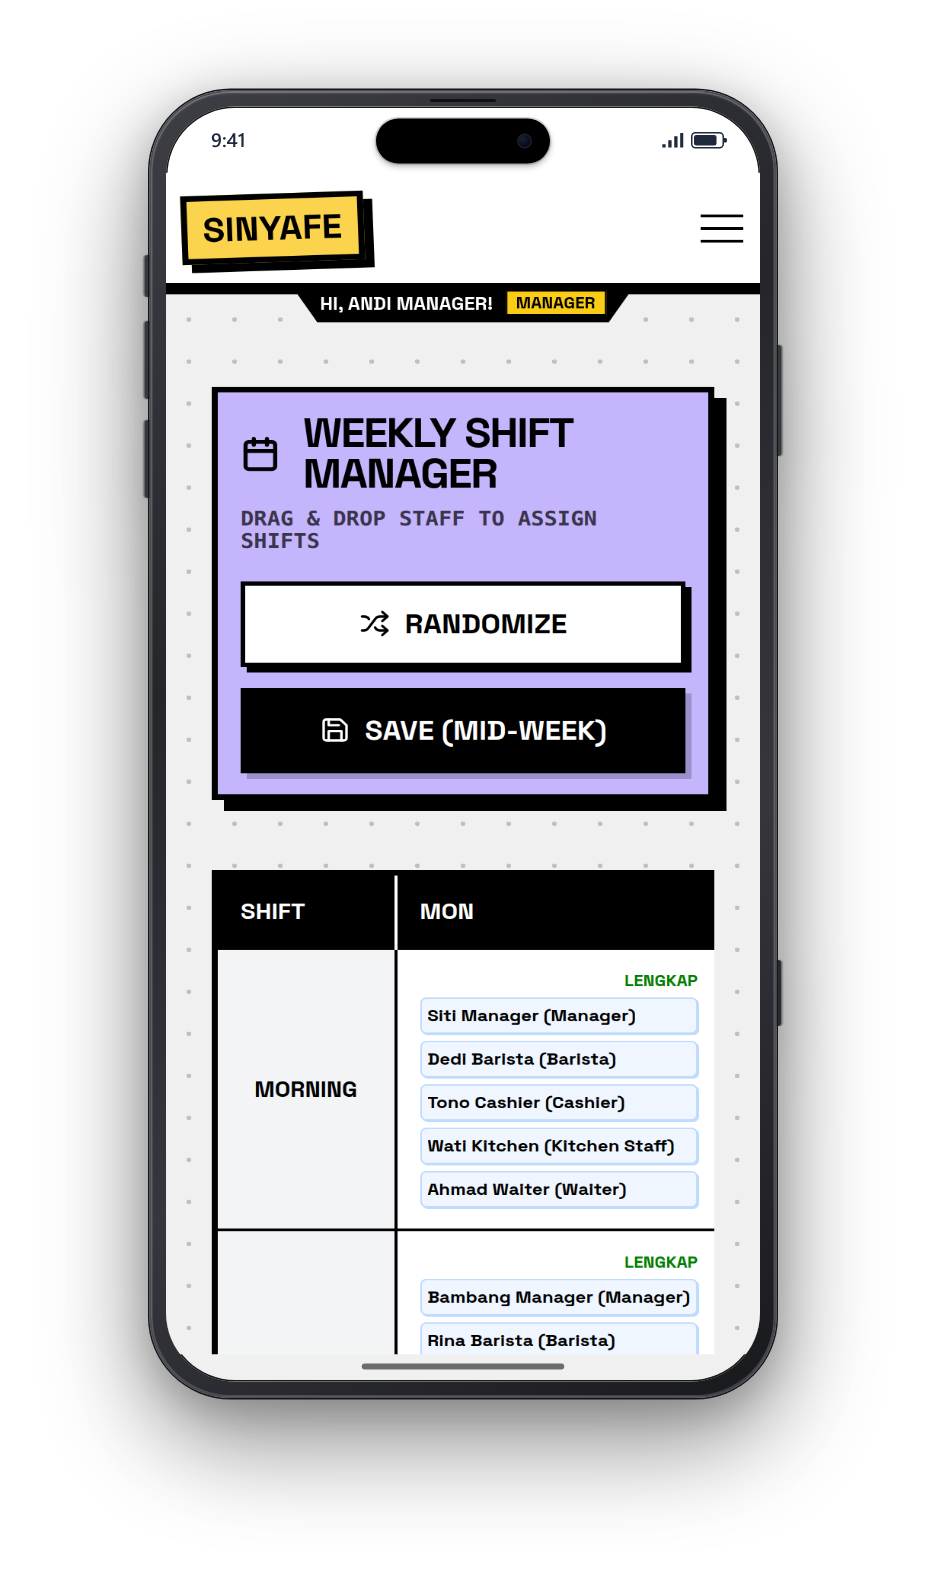 9:41
SINYAFE
HI, ANDI MANAGER! MANAGER
WEEKLY SHIFT
MANAGER
DRAG & DROP STAFF TO ASSIGN
SHIFTS
RANDOMIZE
SAVE (MID-WEEK)
SHIFT MON
LENGKAP
Siti Manager (Manager)
Dedi Barista (Barista)
MORNING
Tono Cashier (Cashier)
Wati Kitchen (Kitchen Staff)
Ahmad Waiter (Waiter)
LENGKAP
Bambang Manager (Manager)
Rina Barista (Barista)